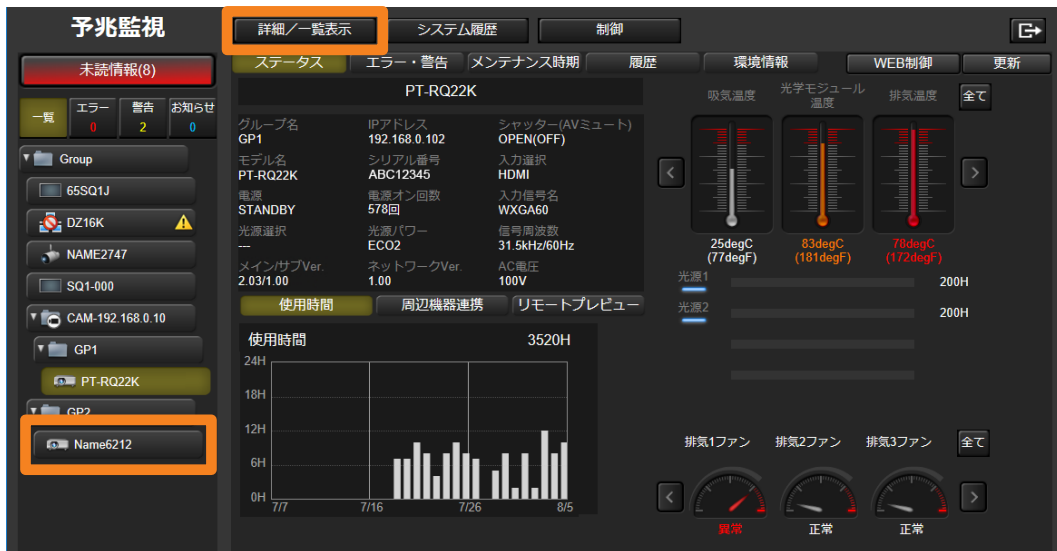 予兆監視
詳細/一覧表示
システム履歴
制御
未読情報(8)
一覧
エラー
0
警告
2
お知らせ
0
Group
65SQ1J
DZ16K
NAME2747
SQ1-000
CAM-192.168.0.10
GP1
PT-RQ22K
GP2
Name6212
ステータス
エラー・警告
メンテナンス時期
履歴
環境情報
WEB制御
更新
PT-RQ22K
グループ名
GP1
IPアドレス
192.168.0.102
シャッター(AVミュート)
OPEN(OFF)
モデル名
PT-RQ22K
シリアル番号
ABC12345
入力選択
HDMI
電源
STANDBY
電源オン回数
578回
入力信号名
WXGA60
光源選択
---
光源パワー
ECO2
信号周波数
31.5kHz/60Hz
メイン/サブVer.
2.03/1.00
ネットワークVer.
1.00
AC電圧
100V
使用時間
周辺機器連携
リモートプレビュー
使用時間
3520H
24H
18H
12H
6H
0H
7/7
7/16
7/26
8/5
吸気温度
光学モジュール
温度
排気温度
全て
25degC
(77degF)
83degC
(181degF)
78degC
(172degF)
光源1
200H
光源2
200H
排気1ファン
排気2ファン
排気3ファン
全て
異常
正常
正常